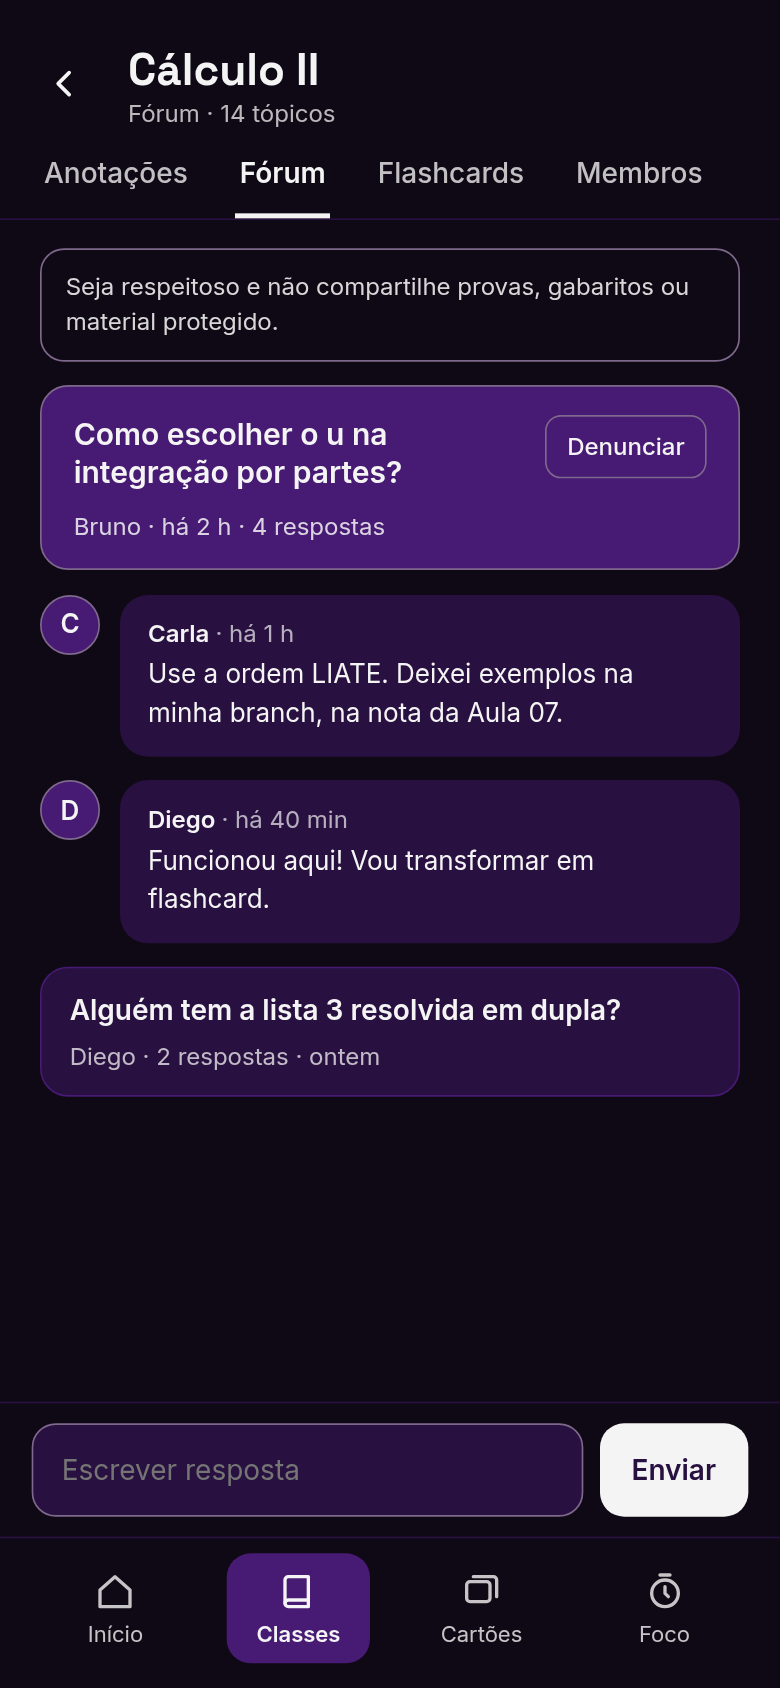 Cálculo II
Fórum · 14 tópicos
Anotações Fórum Flashcards Membros
Seja respeitoso e não compartilhe provas, gabaritos ou
material protegido.
Como escolher o u na
integração por partes?
Denunciar
Bruno · há 2 h · 4 respostas
C
Carla · há 1 h
Use a ordem LIATE. Deixei exemplos na
minha branch, na nota da Aula 07.
D
Diego · há 40 min
Funcionou aqui! Vou transformar em
flashcard.
Alguém tem a lista 3 resolvida em dupla?
Diego · 2 respostas · ontem
Escrever resposta
Enviar
Início Classes Cartões Foco